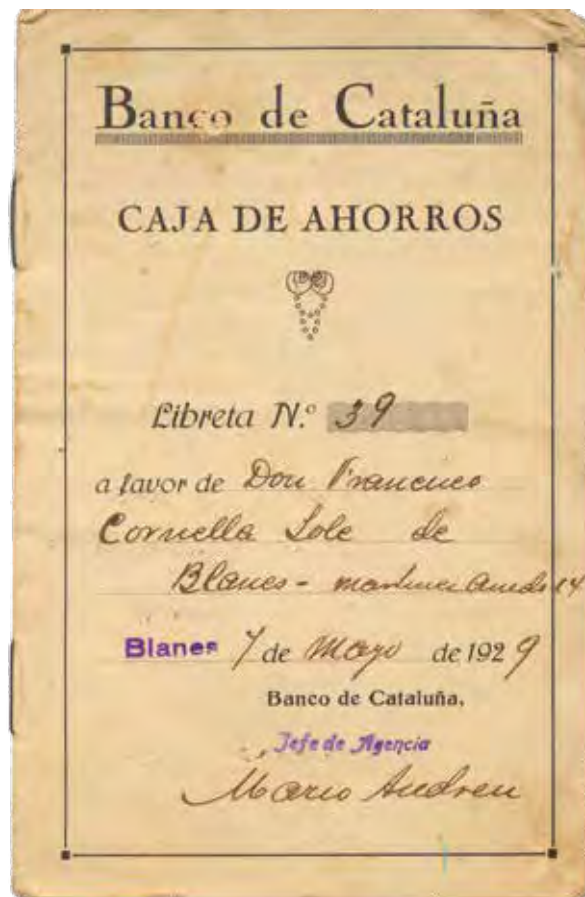 Banco de Cataluña
CAJA DE AHORROS
Libreta N.º 39
a favor de Don Francisco
Cornella Sole de
Blanes - 14
Blanes 7 de Mayo de 1929
Banco de Cataluña.
Jefe de Agencia
Mario Andreu